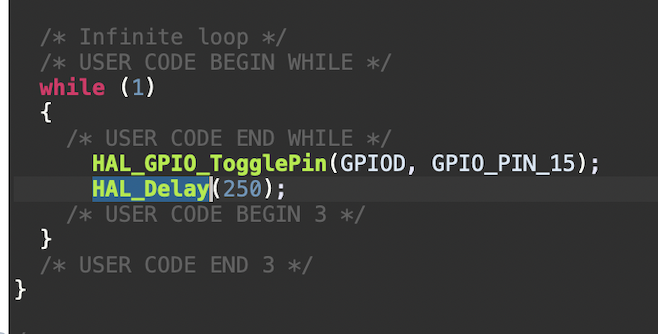 /* Infinite loop */
/* USER CODE BEGIN WHILE */
while (1)
{
/* USER CODE END WHILE */
HAL_GPIO_TogglePin(GPIOD, GPIO_PIN_15);
HAL_Delay(250);
/* USER CODE BEGIN 3 */
}
/* USER CODE END 3 */
}